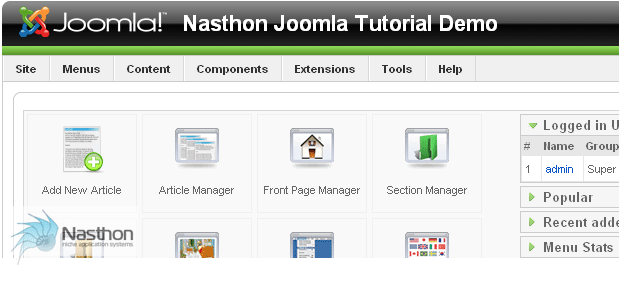 Joomla!™ Nasthon Joomla Tutorial Demo
Site Menus Content Components Extensions Tools Help
Logged in U
# Name Group
1 admin Super
Add New Article Article Manager Front Page Manager Section Manager
Popular
Recent adde
Menu Stats
Nasthon
niche application systems